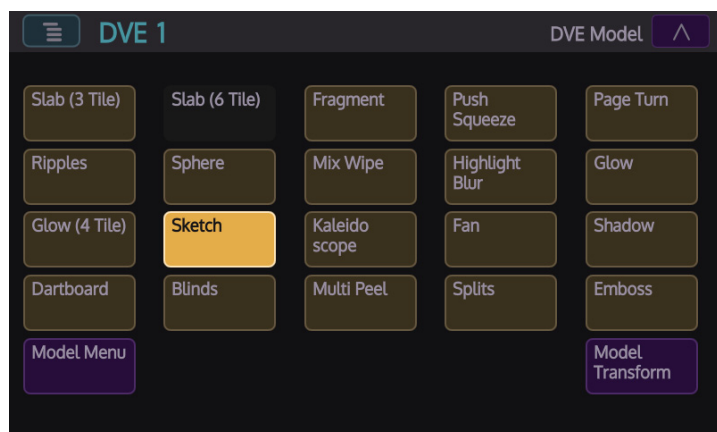 DVE 1
DVE Model
Slab (3 Tile)
Slab (6 Tile)
Fragment
Push
Squeeze
Page Turn
Ripples
Sphere
Mix Wipe
Highlight
Blur
Glow
Glow (4 Tile)
Sketch
Kaleido
scope
Fan
Shadow
Dartboard
Blinds
Multi Peel
Splits
Emboss
Model Menu
Model
Transform